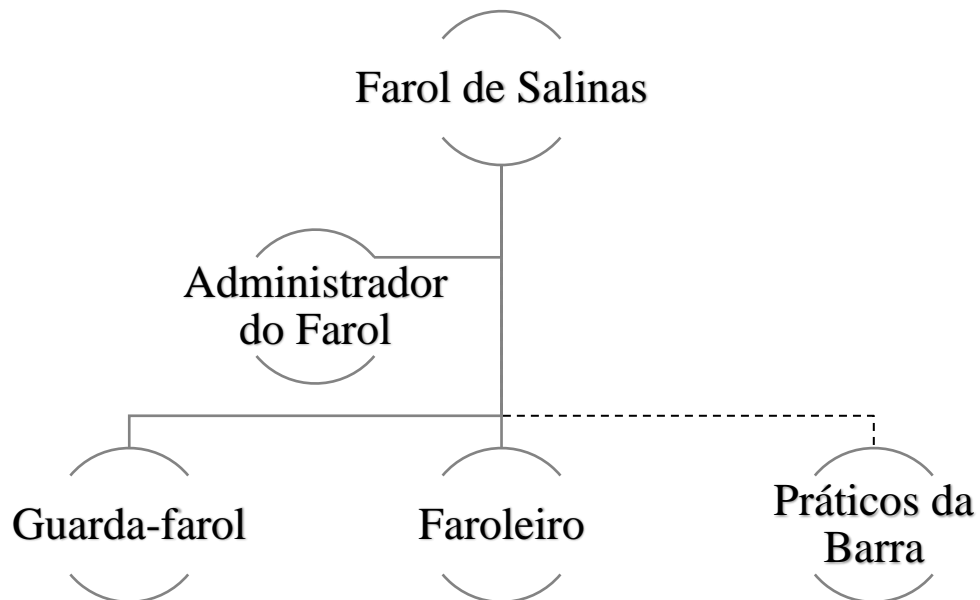 Farol de Salinas
Administrador
do Farol
Guarda-farol
Faroleiro
Práticos da
Barra